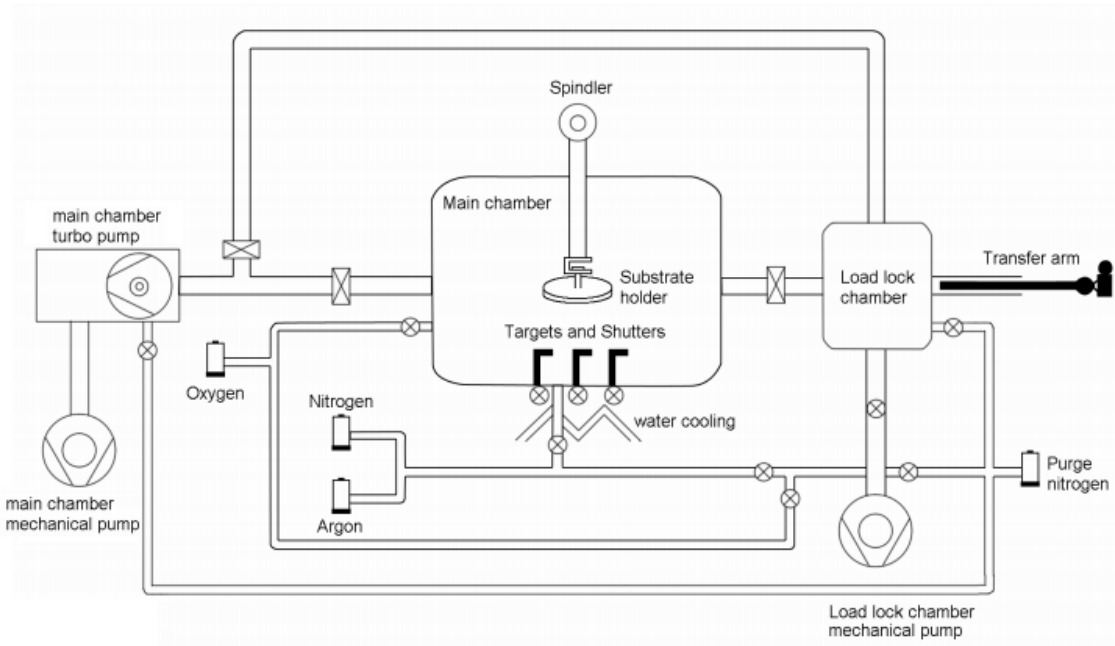 Spindler
Main chamber
main chamber
turbo pump
Substrate
holder
Load lock
chamber
Transfer arm
Targets and Shutters
Oxygen
Nitrogen
water cooling
Argon
Purge
nitrogen
main chamber
mechanical pump
Load lock chamber
mechanical pump